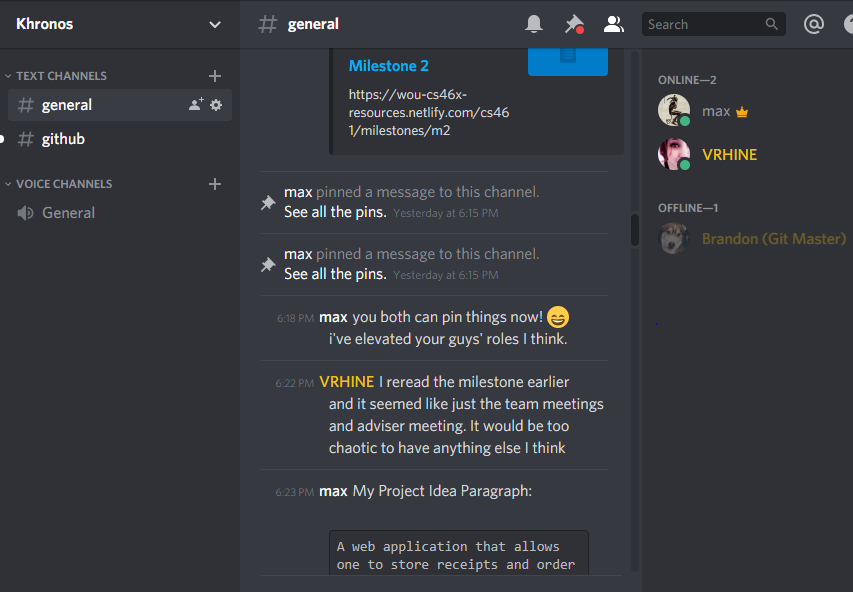 Khronos
TEXT CHANNELS
# general
# github
VOICE CHANNELS
General
# general
Search
Milestone 2
https://wou-cs46x-
resources.netlify.com/cs46
1/milestones/m2
max pinned a message to this channel.
See all the pins. Yesterday at 6:15 PM
max pinned a message to this channel.
See all the pins. Yesterday at 6:15 PM
6:18 PM max you both can pin things now! 😄
i've elevated your guys' roles I think.
6:22 PM VRHINE I reread the milestone earlier
and it seemed like just the team meetings
and adviser meeting. It would be too
chaotic to have anything else I think
6:23 PM max My Project Idea Paragraph:
A web application that allows
one to store receipts and order
ONLINE—2
max
VRHINE
OFFLINE—1
Brandon (Git Master)